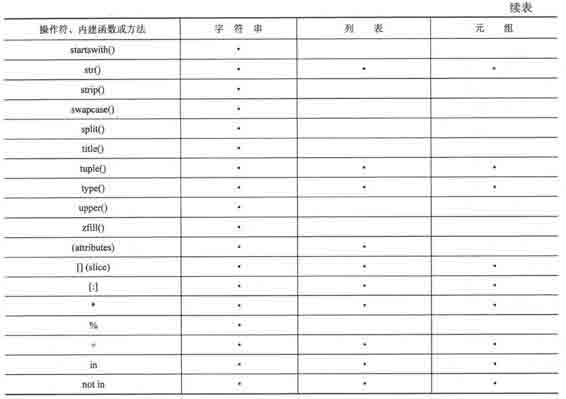 续表
操作符、内建函数或方法 字 符 串 列 表 元 组
startswith() •
str() • • •
strip() •
swapcase() •
split() •
title() •
tuple() • • •
type() • • •
upper() •
zfill() •
(attributes) • •
[] (slice) • • •
[:] • • •
* • • •
% •
+ • • •
in • • •
not in • • •